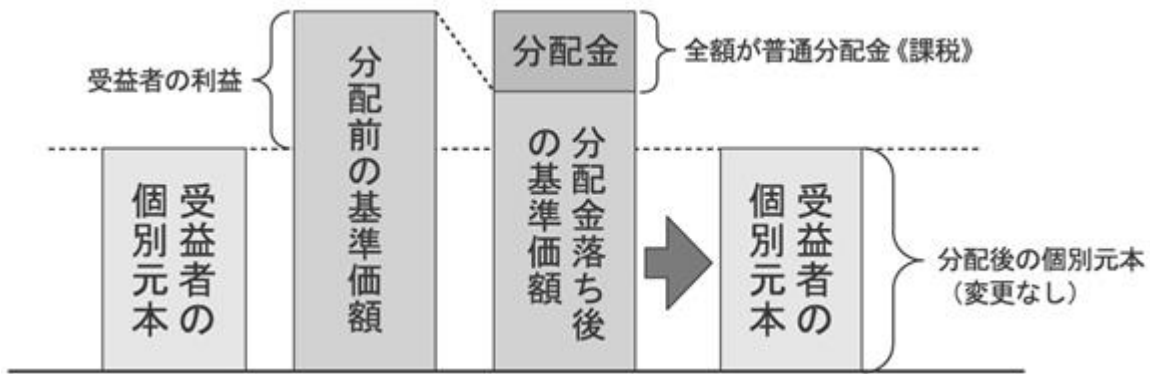 受益者の利益
受益者の
個別元本
分配前の基準価額
分配金
全額が普通分配金《課税》
分配金落ち後
の基準価額
受益者の
個別元本
分配後の個別元本
（変更なし）